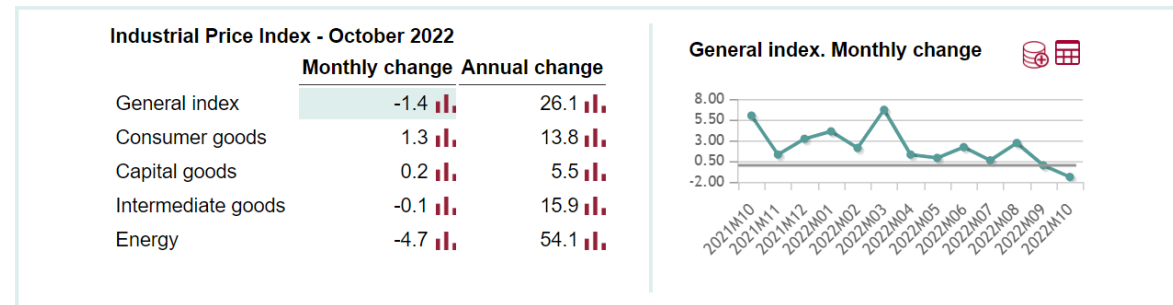 Industrial Price Index - October 2022
Monthly change Annual change
General index -1.4 26.1
Consumer goods 1.3 13.8
Capital goods 0.2 5.5
Intermediate goods -0.1 15.9
Energy -4.7 54.1
General index. Monthly change
8.00
5.50
3.00
0.50
-2.00
2021M10
2021M11
2021M12
2022M01
2022M02
2022M03
2022M04
2022M05
2022M06
2022M07
2022M08
2022M09
2022M10